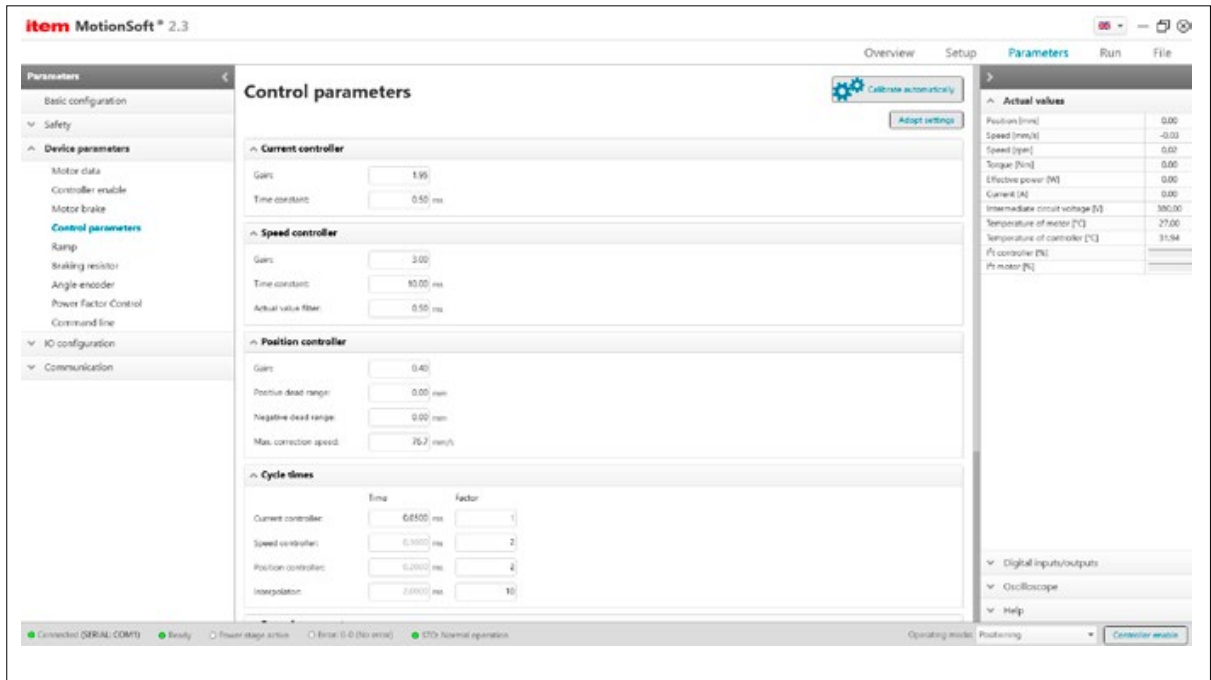 item MotionSoft® 2.3
Overview Setup Parameters Run File
Parameters
Basic configuration
Safety
Device parameters
Motor data
Controller enable
Motor brake
Control parameters
Ramp
Braking resistor
Angle encoder
Power Factor Control
Command line
IO configuration
Communication
Control parameters
Calibrate automatically
Adopt settings
Current controller
Gain: 1.95
Time constant: 0.50 ms
Speed controller
Gain: 3.00
Time constant: 10.00 ms
Actual value filter: 0.50 ms
Position controller
Gain: 0.40
Positive dead range: 0.00 mm
Negative dead range: 0.00 mm
Max. correction speed: 76.7 mm/s
Cycle times
Time Factor
Current controller: 0.0500 ms 1
Speed controller: ms 2
Position controller: 0.2000 ms 2
Interpolator: 2.0000 ms 10
Actual values
Position [mm] 0.00
Speed [mm/s] -0.03
Speed [rpm] 0.02
Torque [Nm] 0.00
Effective power [W] 0.00
Current [A] 0.00
Intermediate circuit voltage [V] 380.00
Temperature of motor [°C] 27.00
Temperature of controller [°C] 31.94
I²t controller [%]
I²t motor [%]
Digital inputs/outputs
Oscilloscope
Help
Connected (SERIAL: COM1) Ready Power stage active Error: 0-0 (No error) STO: Normal operation Operating mode: Positioning Controller enable